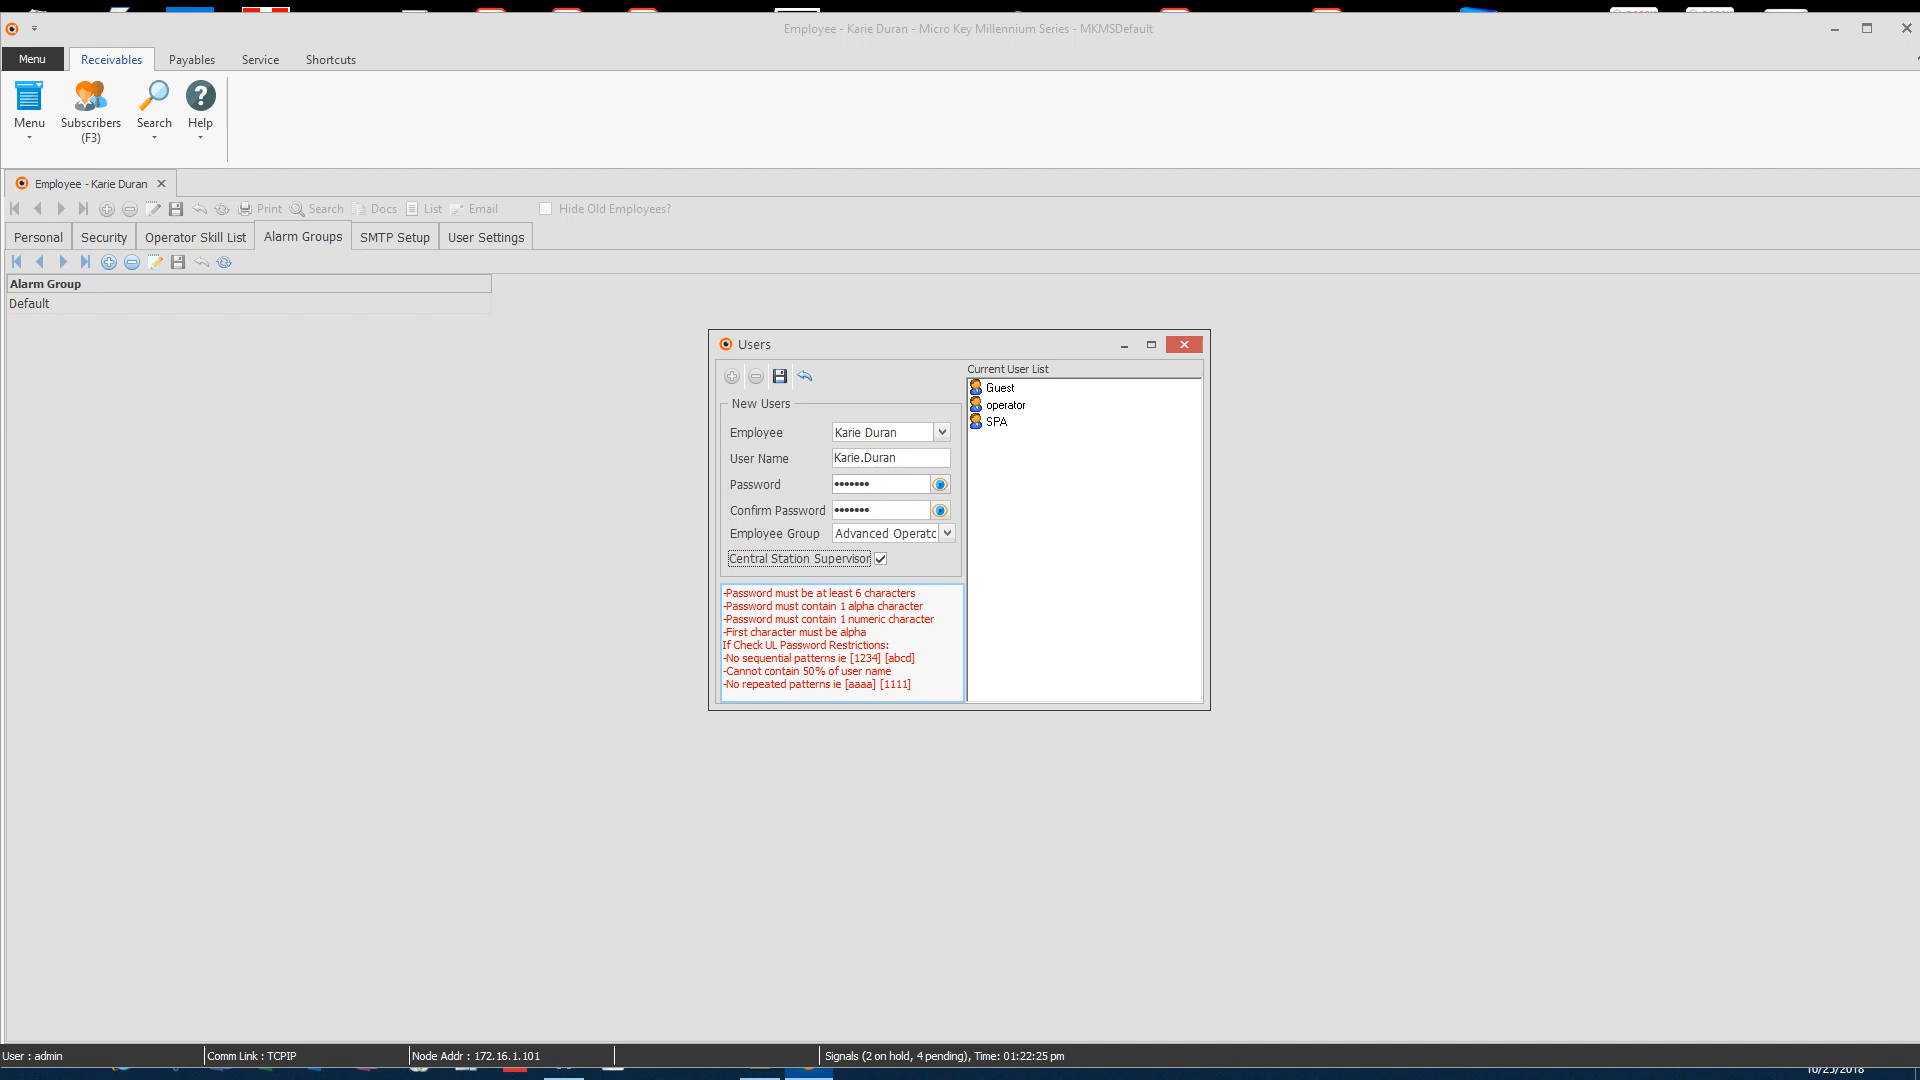 Employee - Karie Duran - Micro Key Millennium Series - MKMSDefault
Menu Receivables Payables Service Shortcuts
Menu Subscribers (F3) Search Help
Employee - Karie Duran
Print Search Docs List Email Hide Old Employees?
Personal Security Operator Skill List Alarm Groups SMTP Setup User Settings
Alarm Group
Default
Users
Current User List
Guest
operator
SPA
New Users
Employee Karie Duran
User Name Karie.Duran
Password •••••••
Confirm Password •••••••
Employee Group Advanced Operatc
Central Station Supervisor
-Password must be at least 6 characters
-Password must contain 1 alpha character
-Password must contain 1 numeric character
-First character must be alpha
If Check UL Password Restrictions:
-No sequential patterns ie [1234] [abcd]
-Cannot contain 50% of user name
-No repeated patterns ie [aaaa] [1111]
User : admin Comm Link : TCPIP Node Addr : 172.16.1.101 Signals (2 on hold, 4 pending), Time: 01:22:25 pm
10/25/2018